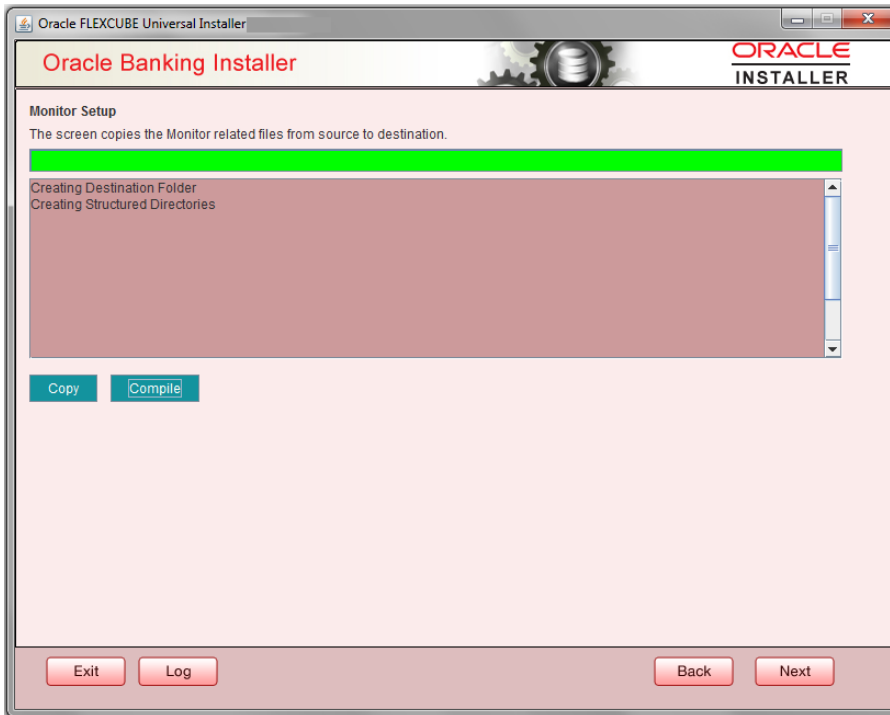 Oracle FLEXCUBE Universal Installer
Oracle Banking Installer
ORACLE
INSTALLER
Monitor Setup
The screen copies the Monitor related files from source to destination.
Creating Destination Folder
Creating Structured Directories
Copy Compile
Exit Log Back Next